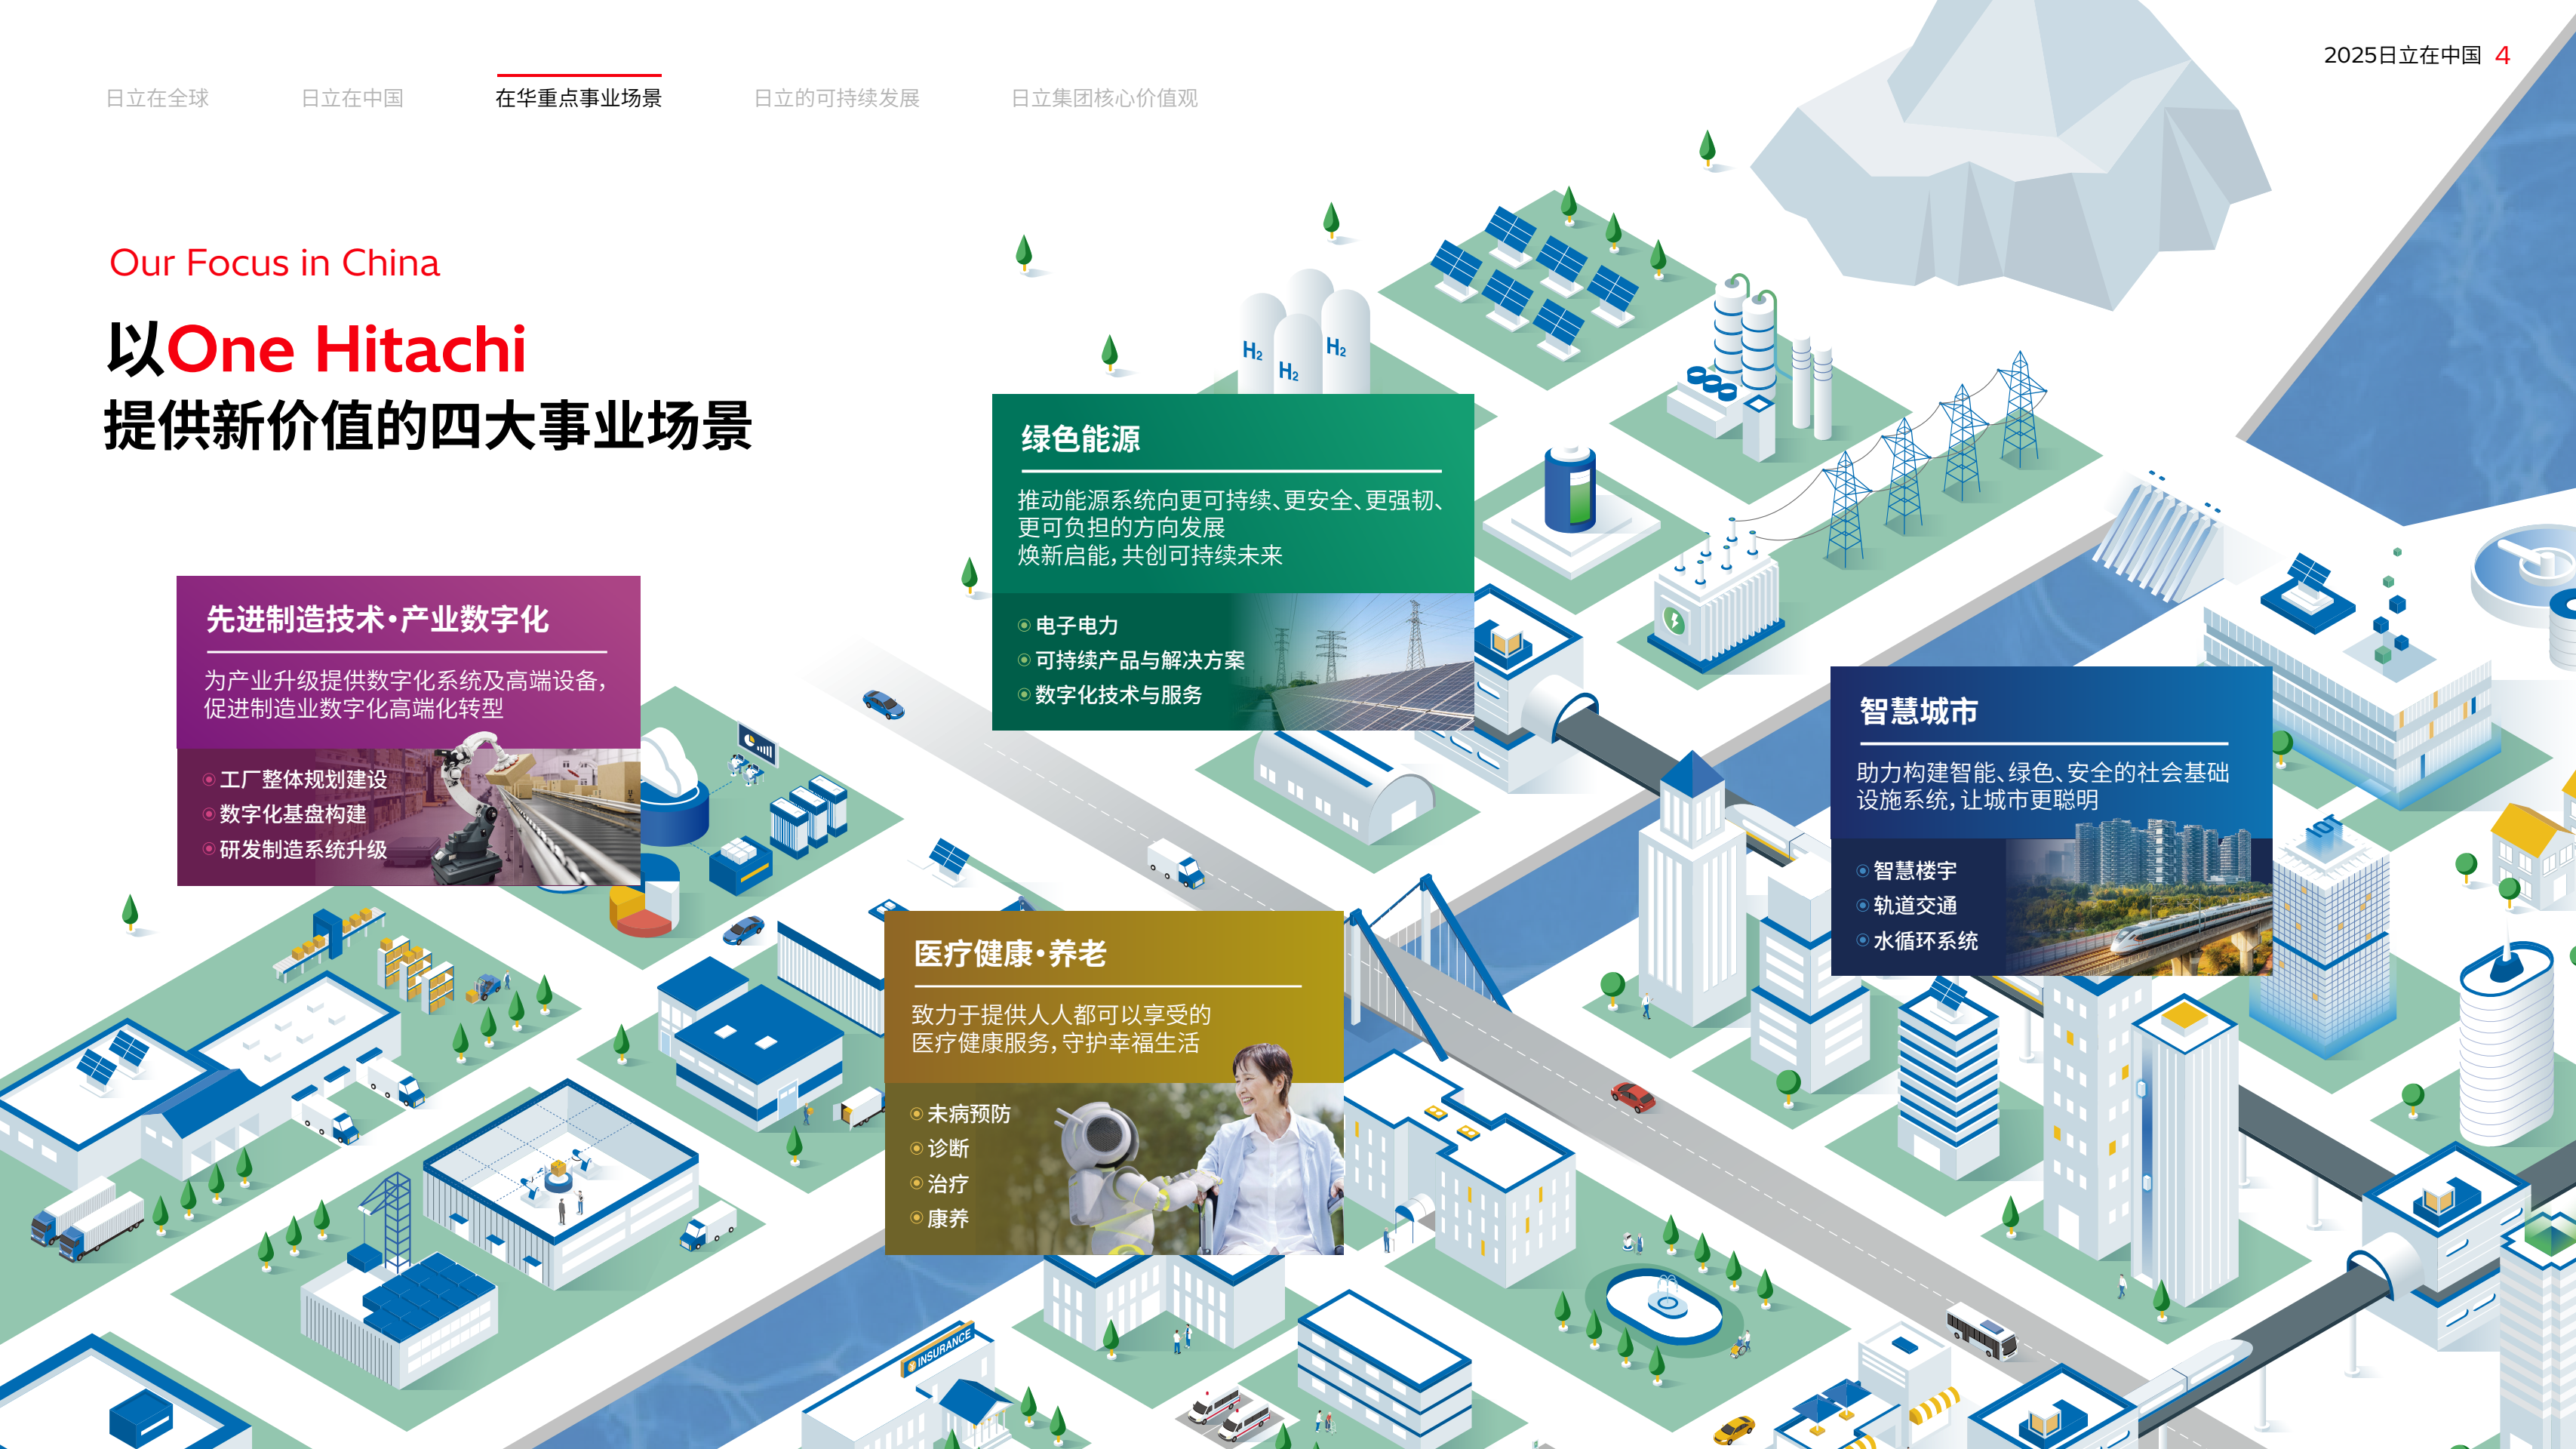 2025日立在中国 4
日立在全球
日立在中国
在华重点事业场景
日立的可持续发展
日立集团核心价值观
Our Focus in China
以One Hitachi
提供新价值的四大事业场景
H₂
H₂
H₂
绿色能源
推动能源系统向更可持续、更安全、更强韧、
更可负担的方向发展
焕新启能,共创可持续未来
电子电力
可持续产品与解决方案
数字化技术与服务
先进制造技术·产业数字化
为产业升级提供数字化系统及高端设备,
促进制造业数字化高端化转型
工厂整体规划建设
数字化基盘构建
研发制造系统升级
智慧城市
助力构建智能、绿色、安全的社会基础
设施系统,让城市更聪明
智慧楼宇
轨道交通
水循环系统
IoT
医疗健康·养老
致力于提供人人都可以享受的
医疗健康服务,守护幸福生活
未病预防
诊断
治疗
康养
INSURANCE